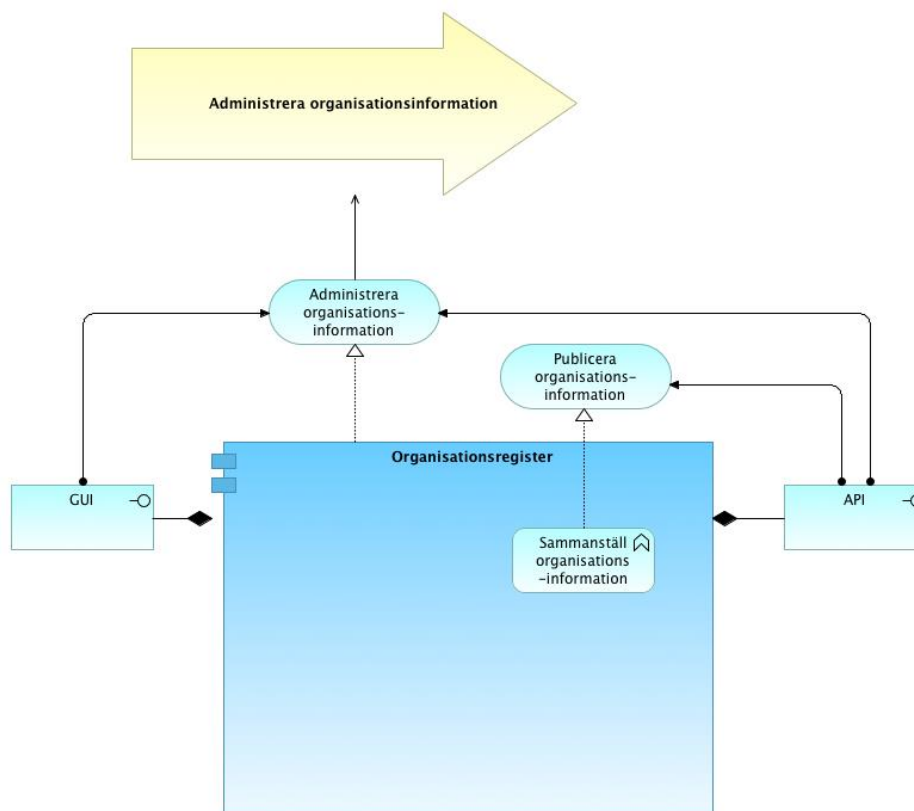 Administrera organisationsinformation
Administrera
organisations-
information
Publicera
organisations-
information
Organisationsregister
GUI
API
Sammanställ
organisations
-information